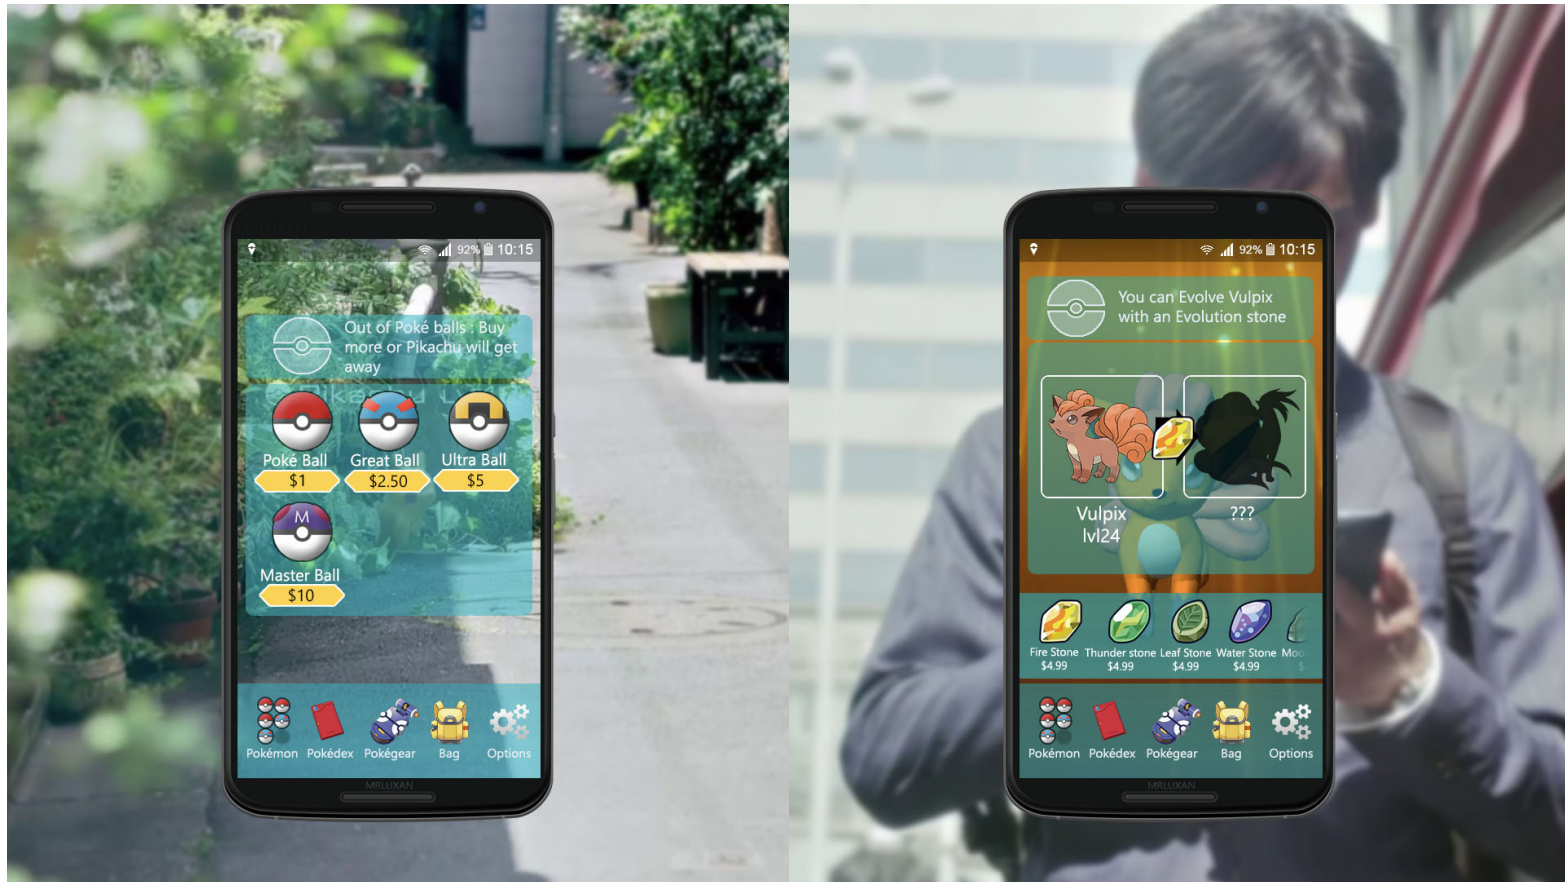 92% 10:15
Out of Poké balls : Buy
more or Pikachu will get
away
Poké Ball Great Ball Ultra Ball
$1 $2.50 $5
M
Master Ball
$10
Pokémon Pokédex Pokégear Bag Options
MRLUXAN
92% 10:15
You can Evolve Vulpix
with an Evolution stone
Vulpix ???
lvl24
Fire Stone Thunder stone Leaf Stone Water Stone Moo
$4.99 $4.99 $4.99 $4.99
Pokémon Pokédex Pokégear Bag Options
MRLUXAN